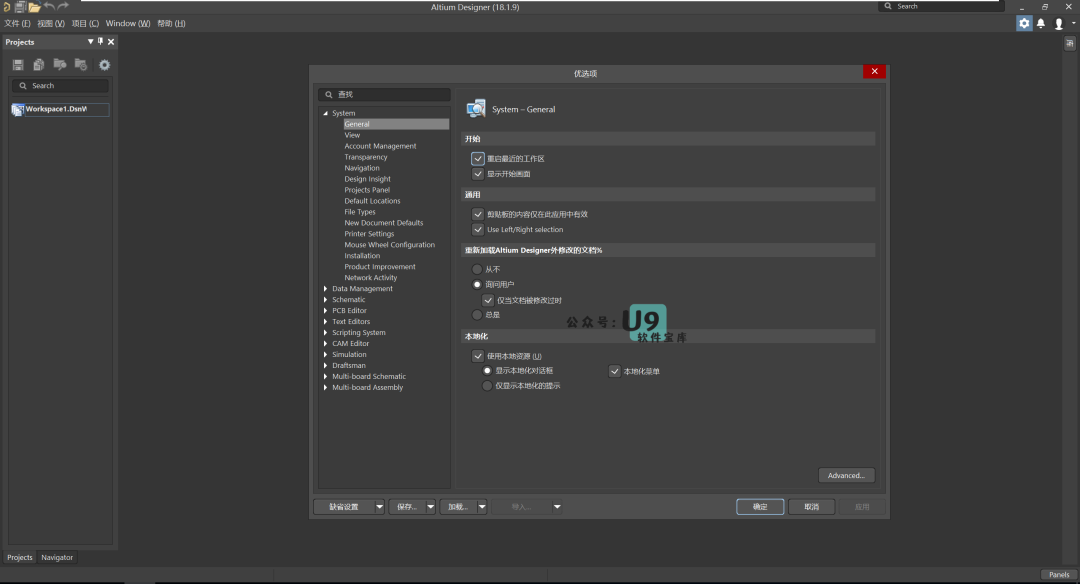 Altium Designer (18.1.9)
Search
文件 (F) 视图 (V) 项目 (C) Window (W) 帮助 (H)
Projects
Search
Workspace1.DsnW
优选项
查找
System
General
View
Account Management
Transparency
Navigation
Design Insight
Projects Panel
Default Locations
File Types
New Document Defaults
Printer Settings
Mouse Wheel Configuration
Installation
Product Improvement
Network Activity
Data Management
Schematic
PCB Editor
Text Editors
Scripting System
CAM Editor
Simulation
Draftsman
Multi-board Schematic
Multi-board Assembly
System – General
开始
重启最近的工作区
显示开始画面
通用
剪贴板的内容仅在此应用中有效
Use Left/Right selection
重新加载Altium Designer外修改的文档%
从不
询问用户
仅当文档被修改过时
总是
公众号: U9
软件宝库
本地化
使用本地资源 (U)
显示本地化对话框
本地化菜单
仅显示本地化的提示
Advanced...
缺省设置 保存... 加载... 导入...
确定 取消 应用
Projects Navigator
Panels